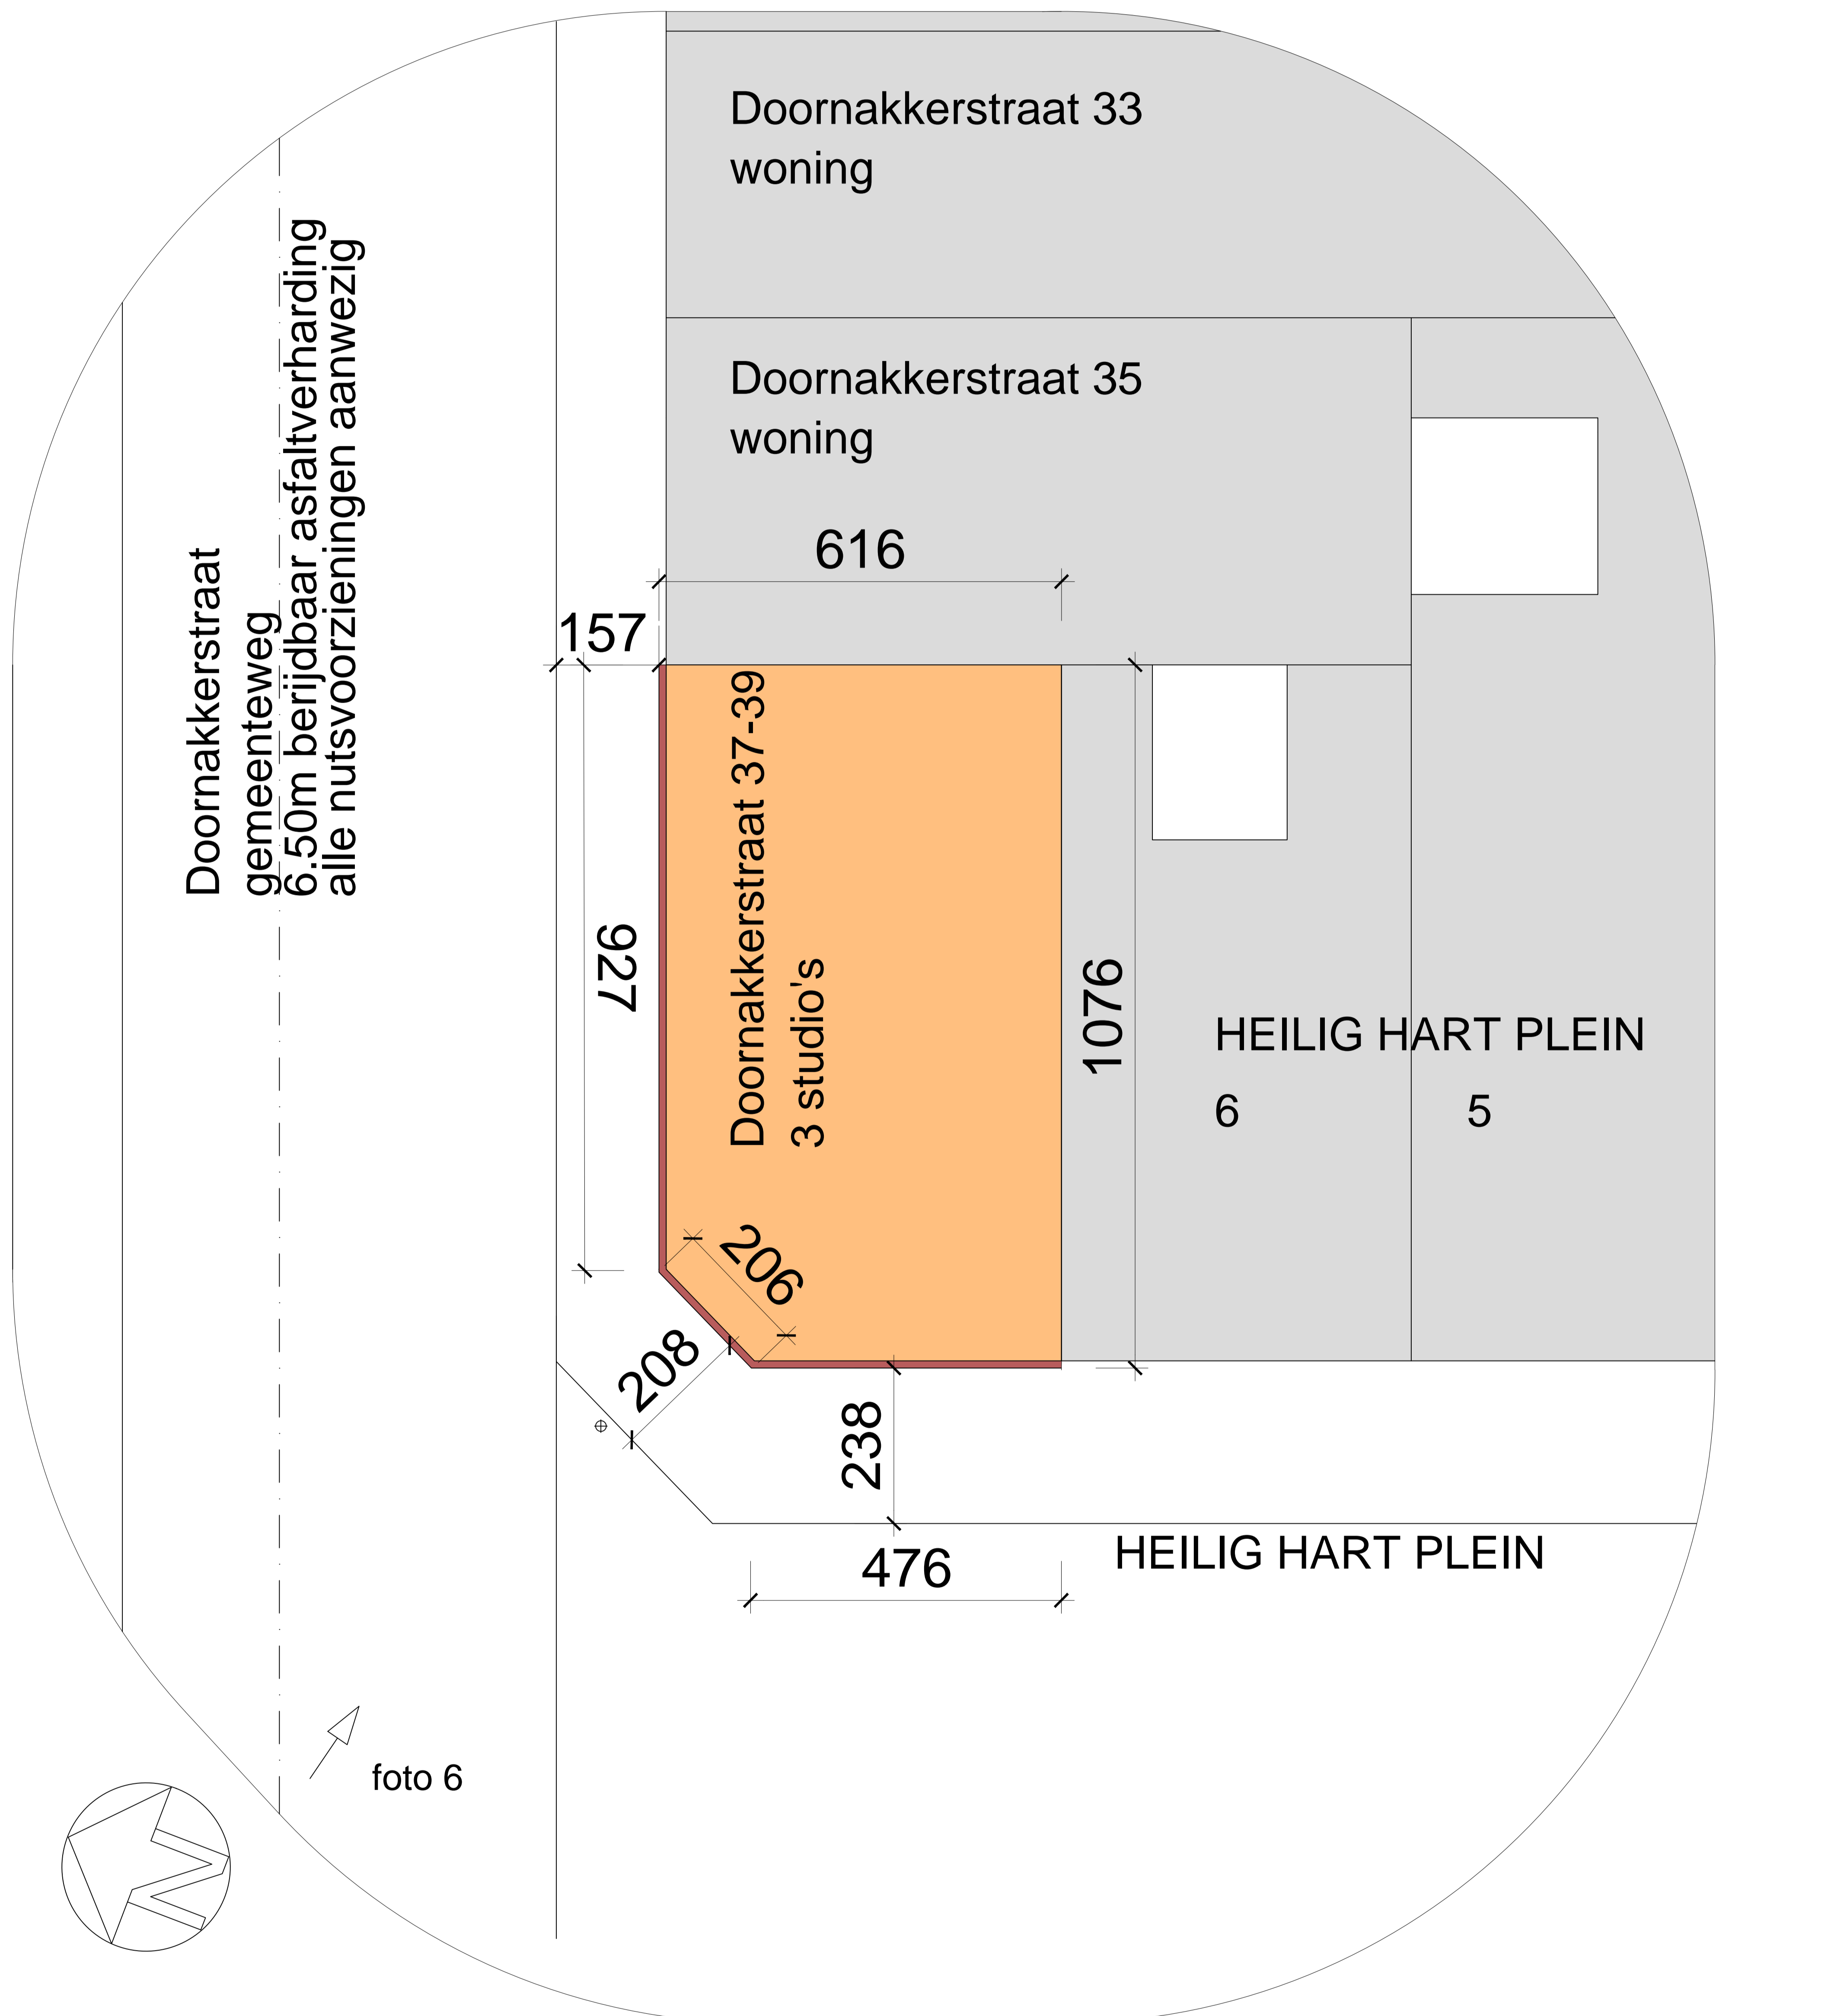 Doornakkerstraat 33
woning
Doornakkerstraat 35
woning
616
157
Doornakkerstraat
gemeenteweg
6.50m berijdbaar asfaltverharding
alle nutsvoorzieningen aanwezig
927
Doornakkerstraat 37-39
3 studio's
1076
HEILIG HART PLEIN
6
5
206
208
238
HEILIG HART PLEIN
476
foto 6
N